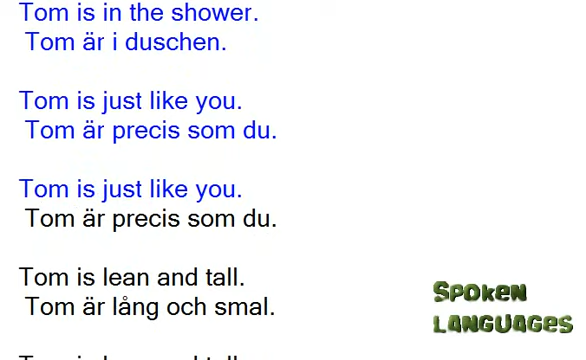 Tom is in the shower.
Tom är i duschen.
Tom is just like you.
Tom är precis som du.
Tom is just like you.
Tom är precis som du.
Tom is lean and tall.
Tom är lång och smal.
Spoken
Languages